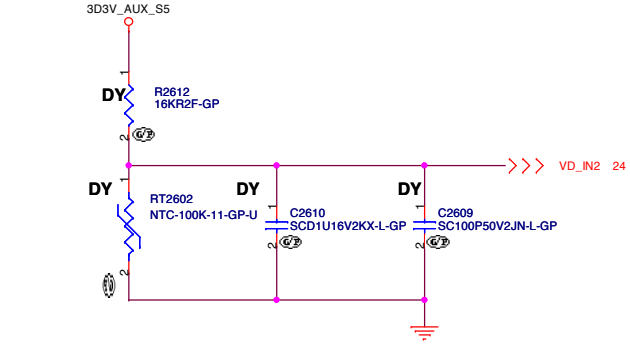 3D3V_AUX_S5
1
DY
R2612
16KR2F-GP
2
G/P
VD_IN2 24
1
DY
RT2602
NTC-100K-11-GP-U
2
DY
1
C2610
SCD1U16V2KX-L-GP
2
G/P
DY
1
C2609
SC100P50V2JN-L-GP
2
G/P